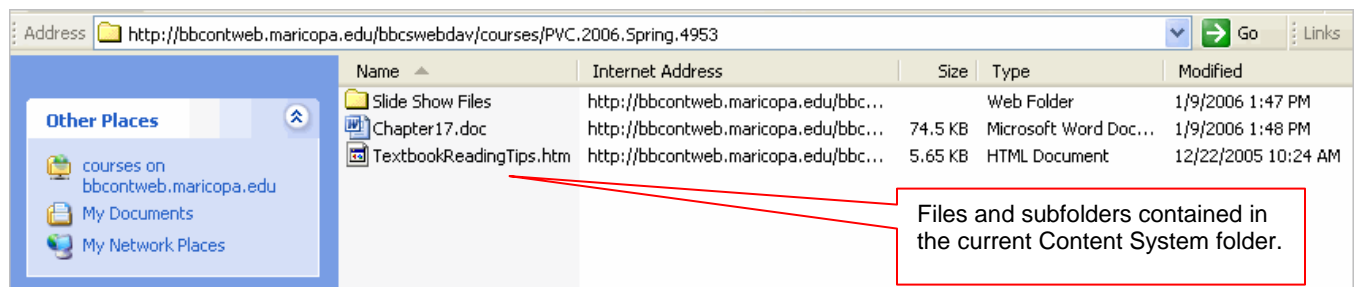 Address http://bbcontweb.maricopa.edu/bbcswebdav/courses/PVC.2006.Spring.4953 Go Links
Name Internet Address Size Type Modified
Slide Show Files http://bbcontweb.maricopa.edu/bbc... Web Folder 1/9/2006 1:47 PM
Chapter17.doc http://bbcontweb.maricopa.edu/bbc... 74.5 KB Microsoft Word Doc... 1/9/2006 1:48 PM
TextbookReadingTips.htm http://bbcontweb.maricopa.edu/bbc... 5.65 KB HTML Document 12/22/2005 10:24 AM
Other Places
courses on
bbcontweb.maricopa.edu
My Documents
My Network Places
Files and subfolders contained in
the current Content System folder.